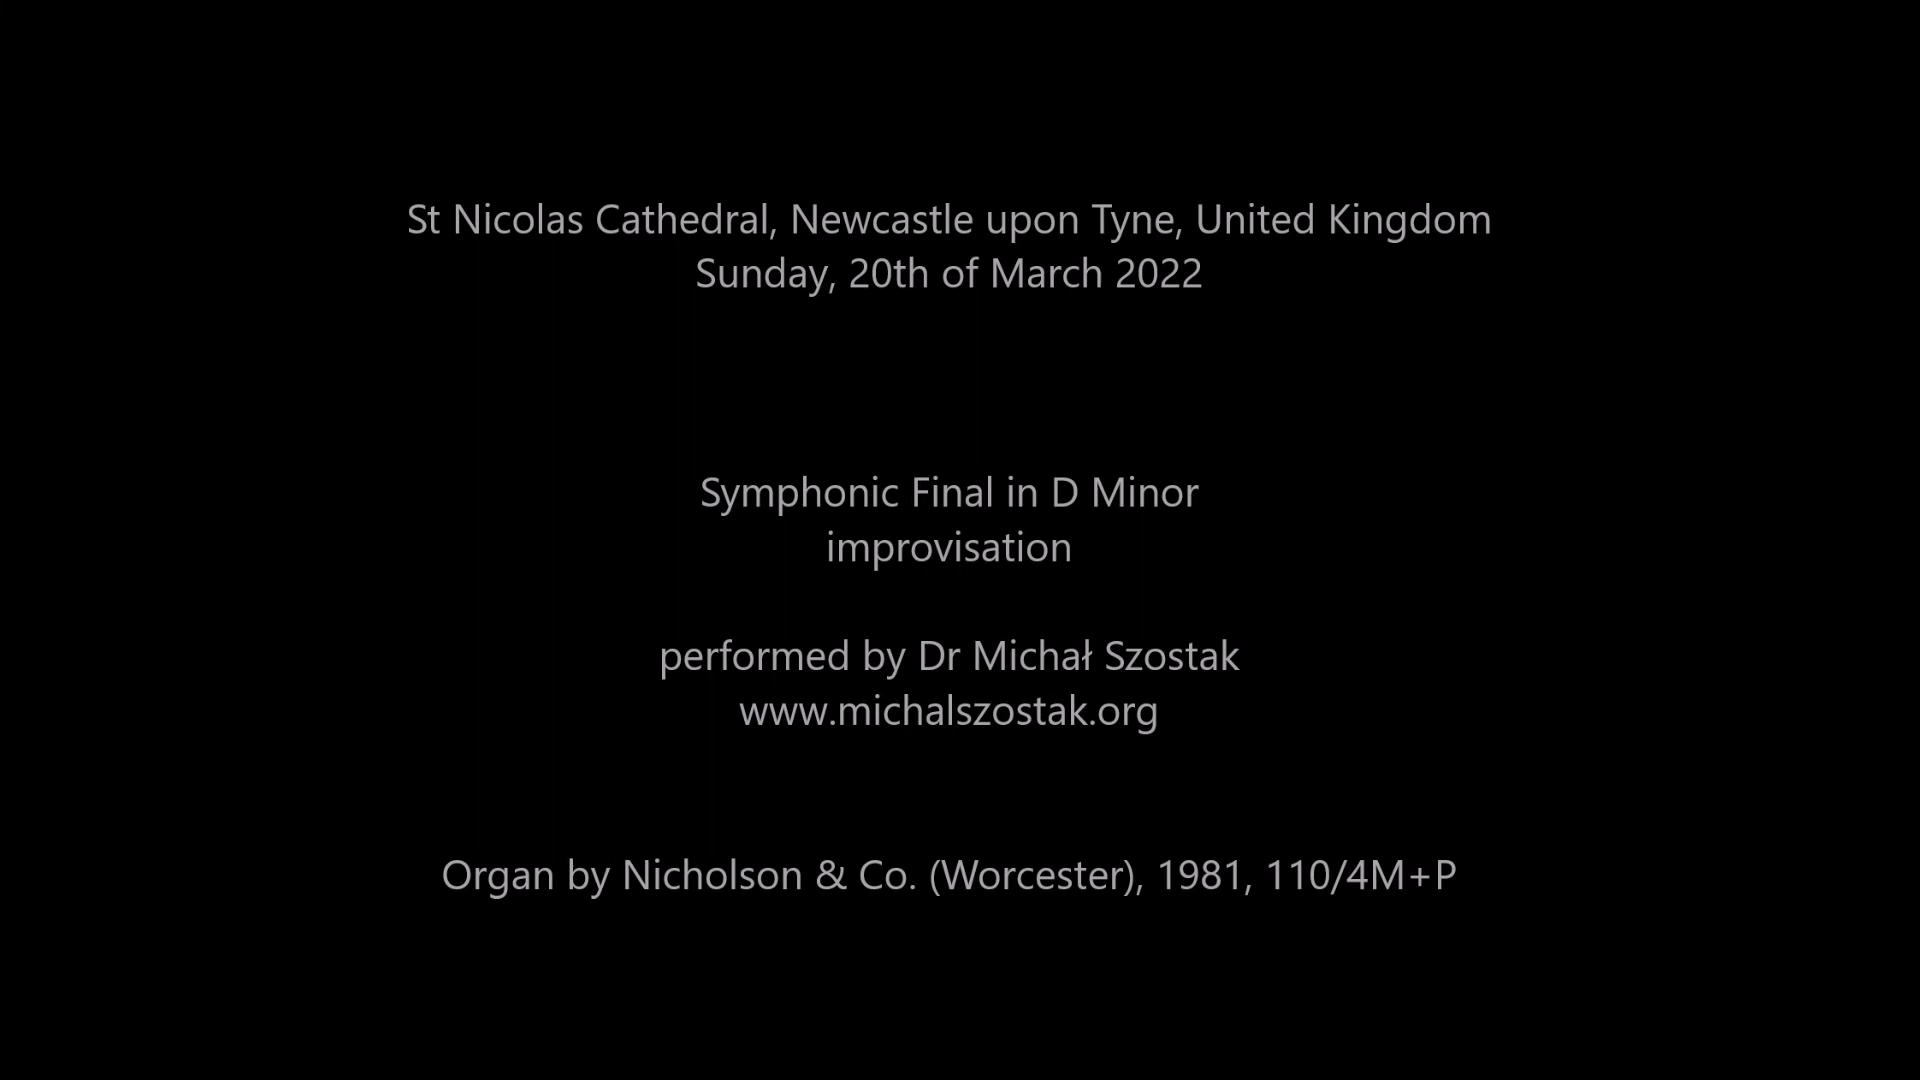 St Nicolas Cathedral, Newcastle upon Tyne, United Kingdom
Sunday, 20th of March 2022
Symphonic Final in D Minor
improvisation
performed by Dr Michał Szostak
www.michalszostak.org
Organ by Nicholson & Co. (Worcester), 1981, 110/4M+P